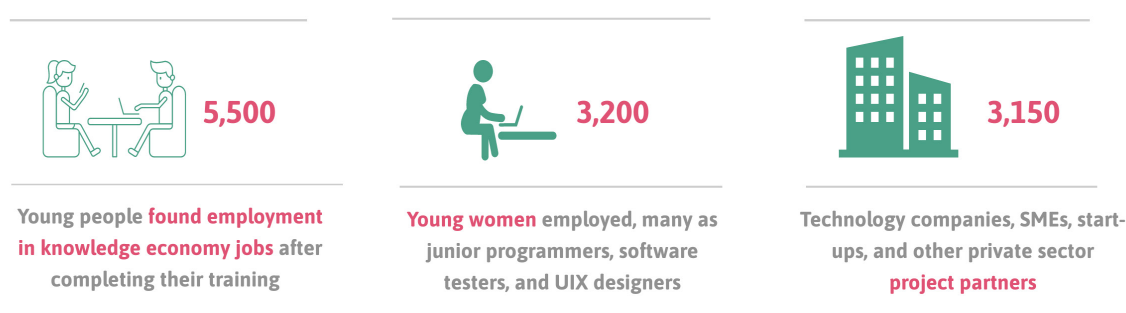 5,500
Young people found employment
in knowledge economy jobs after
completing their training
3,200
Young women employed, many as
junior programmers, software
testers, and UIX designers
3,150
Technology companies, SMEs, start-
ups, and other private sector
project partners